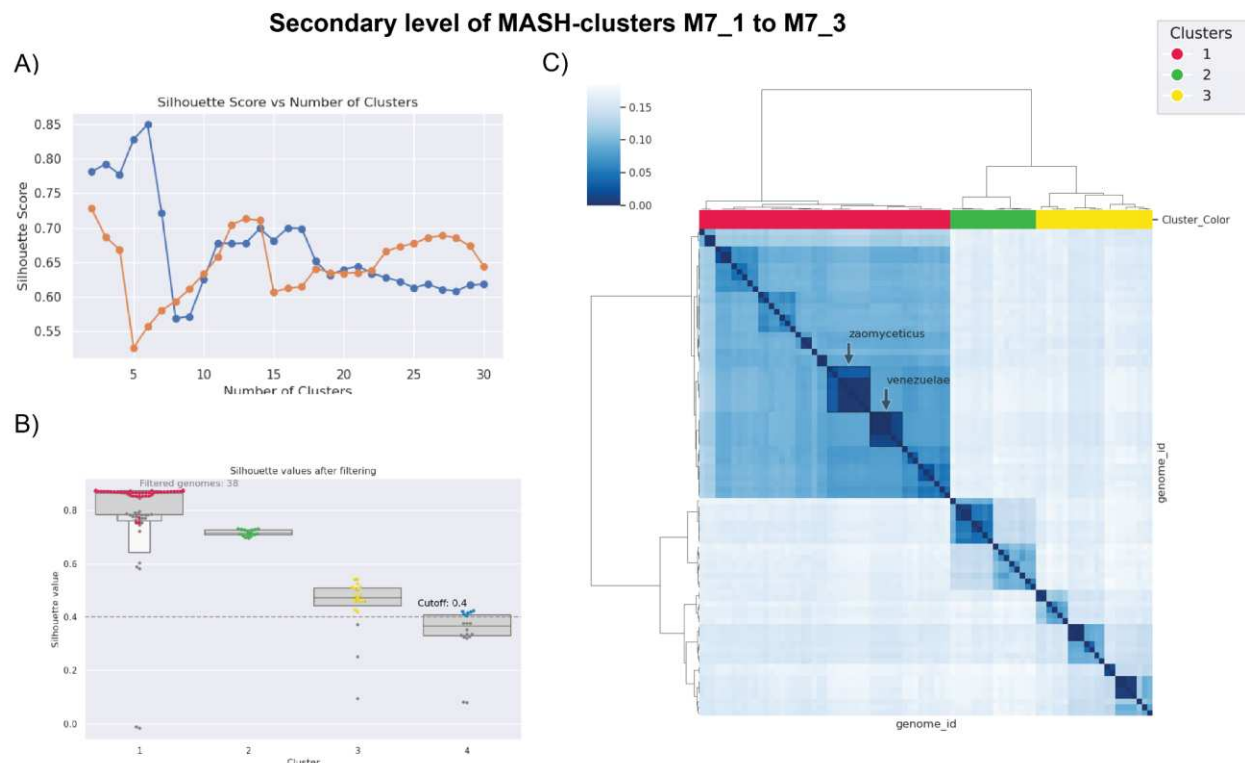 Secondary level of MASH-clusters M7_1 to M7_3
A)
Silhouette Score vs Number of Clusters
Silhouette Score
0.85
0.80
0.75
0.70
0.65
0.60
0.55
5
10
15
20
25
30
Number of Clusters
B)
Silhouette values after filtering
Filtered genomes: 38
Silhouette value
0.8
0.6
0.4
0.2
0.0
Cutoff: 0.4
1
2
3
4
Cluster
C)
Clusters
1
2
3
0.15
0.10
0.05
0.00
Cluster_Color
zaomyceticus
venezuelae
genome_id
genome_id